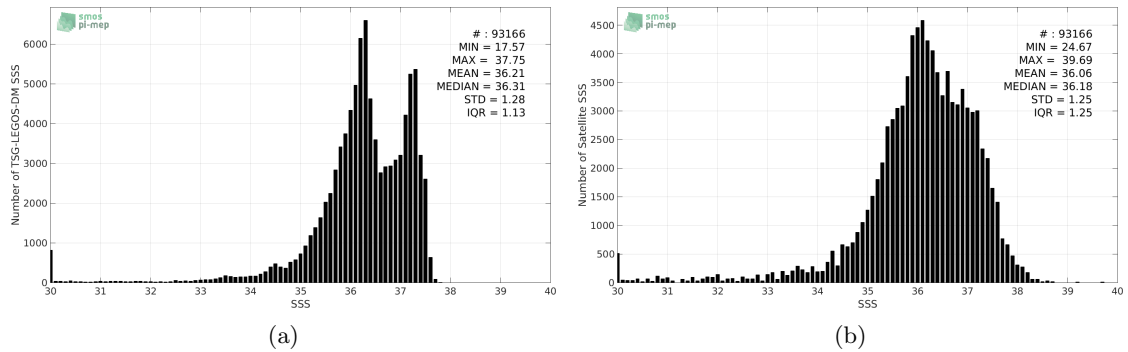 smos
pi-mep
# : 93166
MIN = 17.57
MAX = 37.75
MEAN = 36.21
MEDIAN = 36.31
STD = 1.28
IQR = 1.13
Number of TSG-LEGOS-DM SSS
6000
5000
4000
3000
2000
1000
0
30 31 32 33 34 35 36 37 38 39 40
SSS
(a)
smos
pi-mep
# : 93166
MIN = 24.67
MAX = 39.69
MEAN = 36.06
MEDIAN = 36.18
STD = 1.25
IQR = 1.25
Number of Satellite SSS
4500
4000
3500
3000
2500
2000
1500
1000
500
0
30 31 32 33 34 35 36 37 38 39 40
SSS
(b)